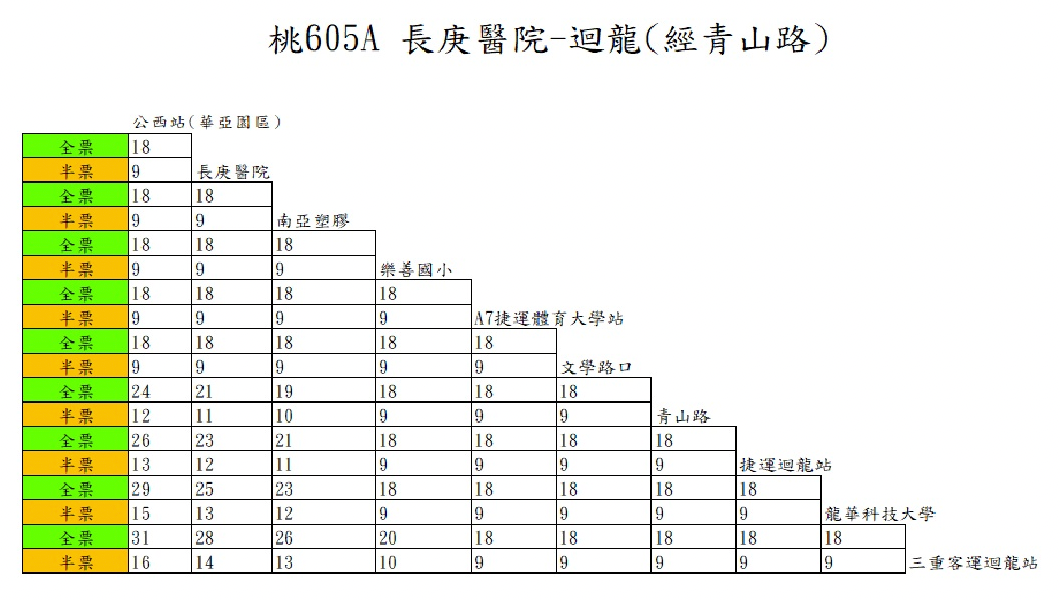 桃605A 長庚醫院-迴龍(經青山路)
公西站(華亞園區)
全票 18
半票 9 長庚醫院
全票 18 18
半票 9 9 南亞塑膠
全票 18 18 18
半票 9 9 9 樂善國小
全票 18 18 18 18
半票 9 9 9 9 A7捷運體育大學站
全票 18 18 18 18 18
半票 9 9 9 9 9 文學路口
全票 24 21 19 18 18 18
半票 12 11 10 9 9 9 青山路
全票 26 23 21 18 18 18 18
半票 13 12 11 9 9 9 9 捷運迴龍站
全票 29 25 23 18 18 18 18 18
半票 15 13 12 9 9 9 9 9 龍華科技大學
全票 31 28 26 20 18 18 18 18 18
半票 16 14 13 10 9 9 9 9 9 三重客運迴龍站